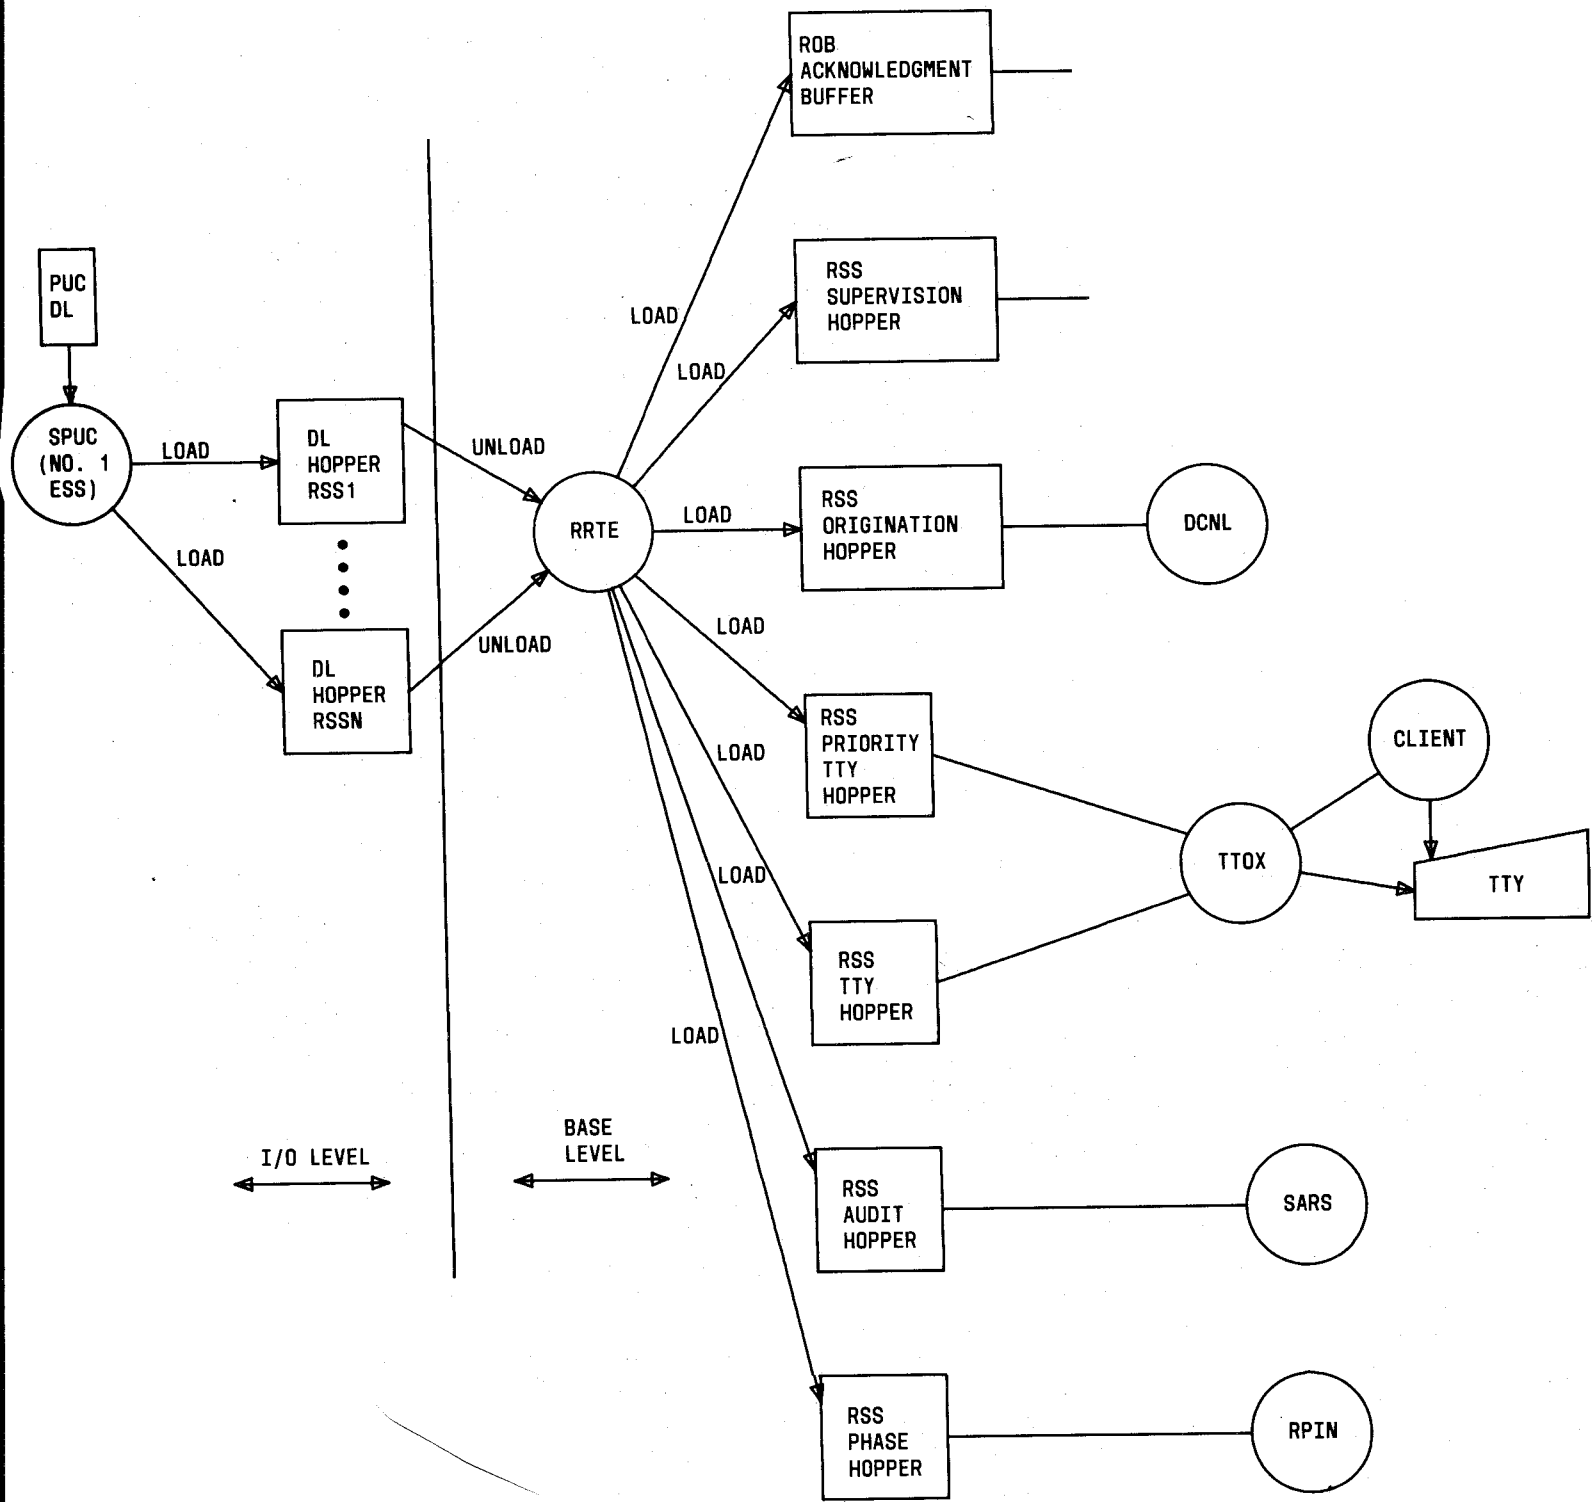 ROB
ACKNOWLEDGMENT
BUFFER
RSS
SUPERVISION
HOPPER
LOAD
LOAD
PUC
DL
SPUC
(NO. 1
ESS)
LOAD
LOAD
DL
HOPPER
RSS1
DL
HOPPER
RSSN
UNLOAD
UNLOAD
RRTE
LOAD
RSS
ORIGINATION
HOPPER
DCNL
LOAD
RSS
PRIORITY
TTY
HOPPER
LOAD
CLIENT
TTOX
TTY
LOAD
RSS
TTY
HOPPER
LOAD
I/O LEVEL
BASE
LEVEL
RSS
AUDIT
HOPPER
SARS
RSS
PHASE
HOPPER
RPIN